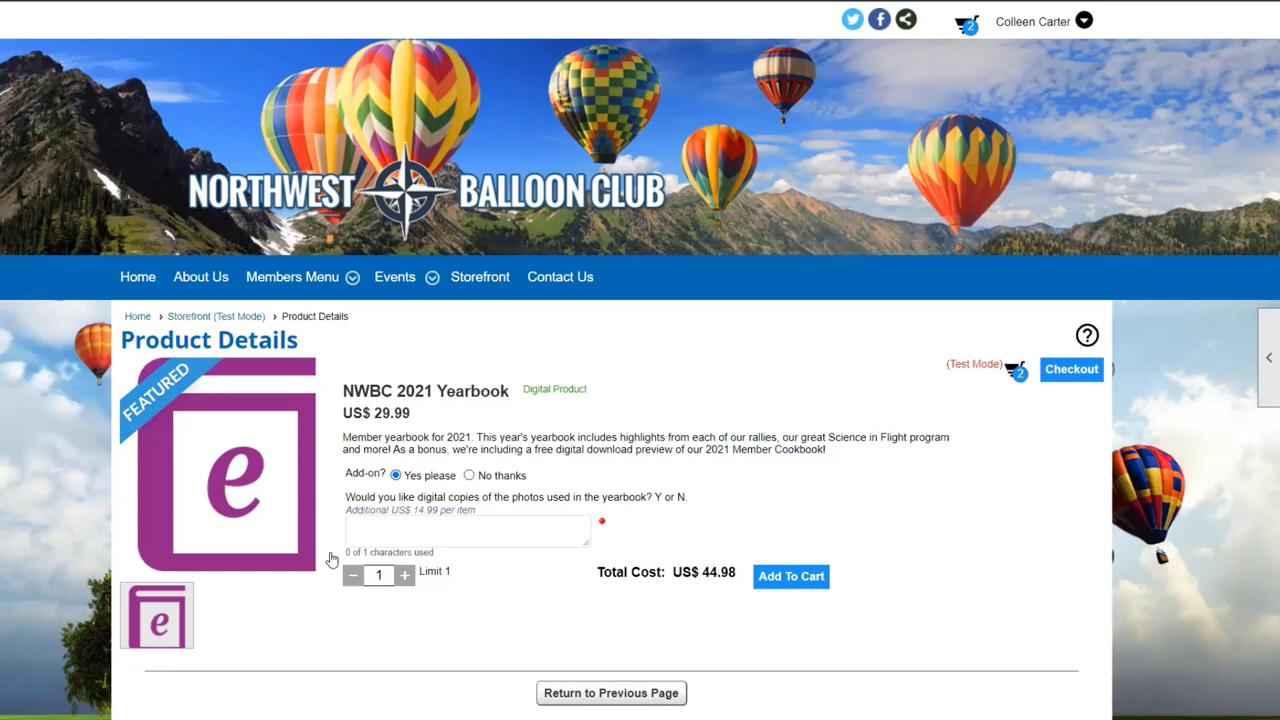 2
Colleen Carter
NORTHWEST BALLOON CLUB
Home About Us Members Menu Events Storefront Contact Us
Home › Storefront (Test Mode) › Product Details
Product Details
?
(Test Mode) 2 Checkout
FEATURED
e
NWBC 2021 Yearbook Digital Product
US$ 29.99
Member yearbook for 2021. This year's yearbook includes highlights from each of our rallies, our great Science in Flight program
and more! As a bonus, we're including a free digital download preview of our 2021 Member Cookbook!
Add-on? Yes please No thanks
Would you like digital copies of the photos used in the yearbook? Y or N.
Additional US$ 14.99 per item
0 of 1 characters used
− 1 + Limit 1
Total Cost: US$ 44.98 Add To Cart
e
Return to Previous Page